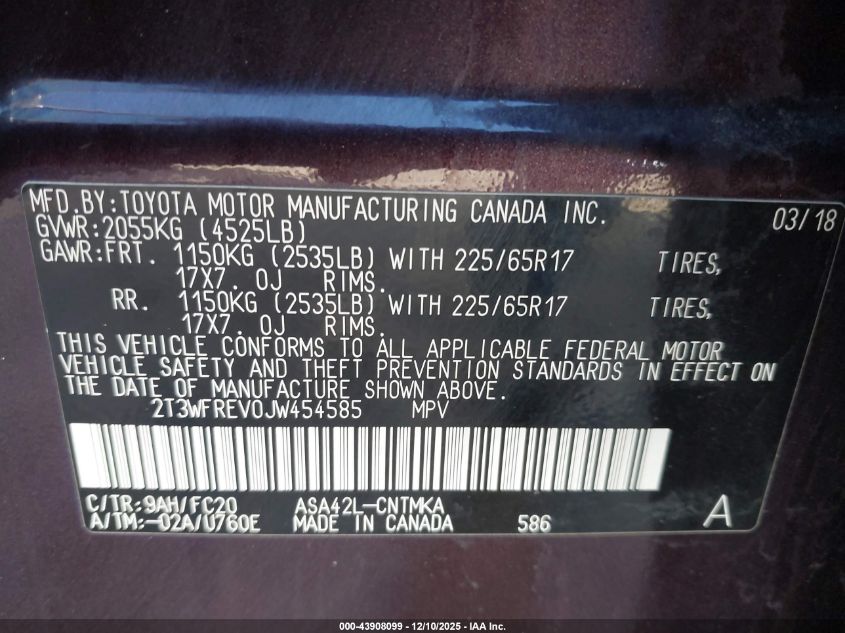 MFD.BY:TOYOTA MOTOR MANUFACTURING CANADA INC. 03/18
GVWR:2055KG (4525LB)
GAWR:FRT. 1150KG (2535LB) WITH 225/65R17 TIRES,
17X7.0J RIMS.
RR. 1150KG (2535LB) WITH 225/65R17 TIRES,
17X7.0J RIMS.
THIS VEHICLE CONFORMS TO ALL APPLICABLE FEDERAL MOTOR
VEHICLE SAFETY AND THEFT PREVENTION STANDARDS IN EFFECT ON
THE DATE OF MANUFACTURE SHOWN ABOVE.
2T3WFREV0JW454585 MPV
C/TR:9AH/FC20 ASA42L-CNTMKA
A/TM:-02A/U760E MADE IN CANADA 586 A
000-43908099 - 12/10/2025 - IAA Inc.